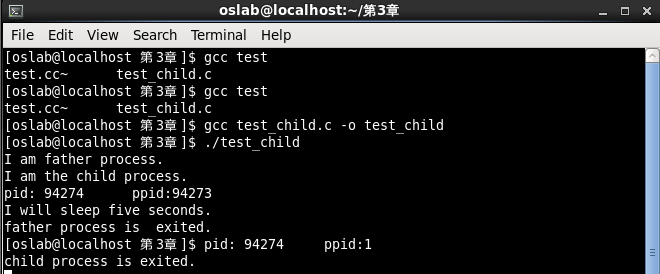 oslab@localhost:~/第3章
File Edit View Search Terminal Help
[oslab@localhost 第3章]$ gcc test
test.cc~      test_child.c
[oslab@localhost 第3章]$ gcc test
test.cc~      test_child.c
[oslab@localhost 第3章]$ gcc test_child.c -o test_child
[oslab@localhost 第3章]$ ./test_child
I am father process.
I am the child process.
pid: 94274      ppid:94273
I will sleep five seconds.
father process is  exited.
[oslab@localhost 第3章]$ pid: 94274     ppid:1
child process is exited.